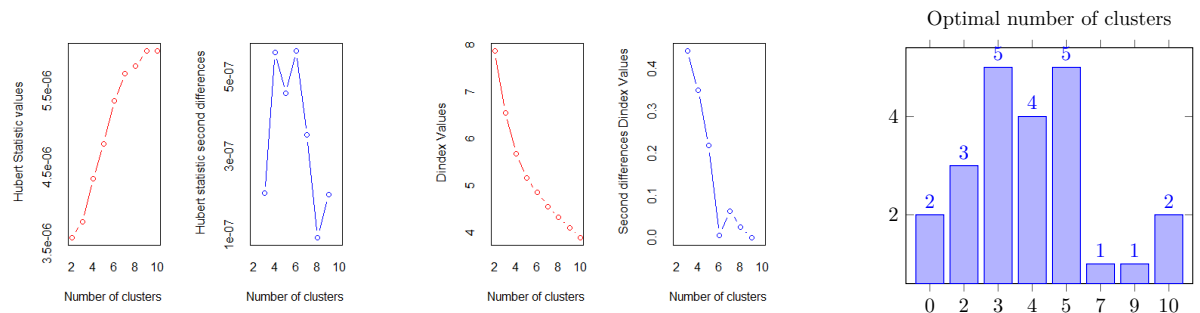 Hubert Statistic values
3.5e-06 4.5e-06 5.5e-06
2 4 6 8 10
Number of clusters
Hubert statistic second differences
1e-07 3e-07 5e-07
2 4 6 8 10
Number of clusters
Dindex Values
4 5 6 7 8
2 4 6 8 10
Number of clusters
Second differences Dindex Values
0.0 0.1 0.2 0.3 0.4
2 4 6 8 10
Number of clusters
Optimal number of clusters
2 4
2 3 5 4 5 1 1 2
0 2 3 4 5 7 9 10